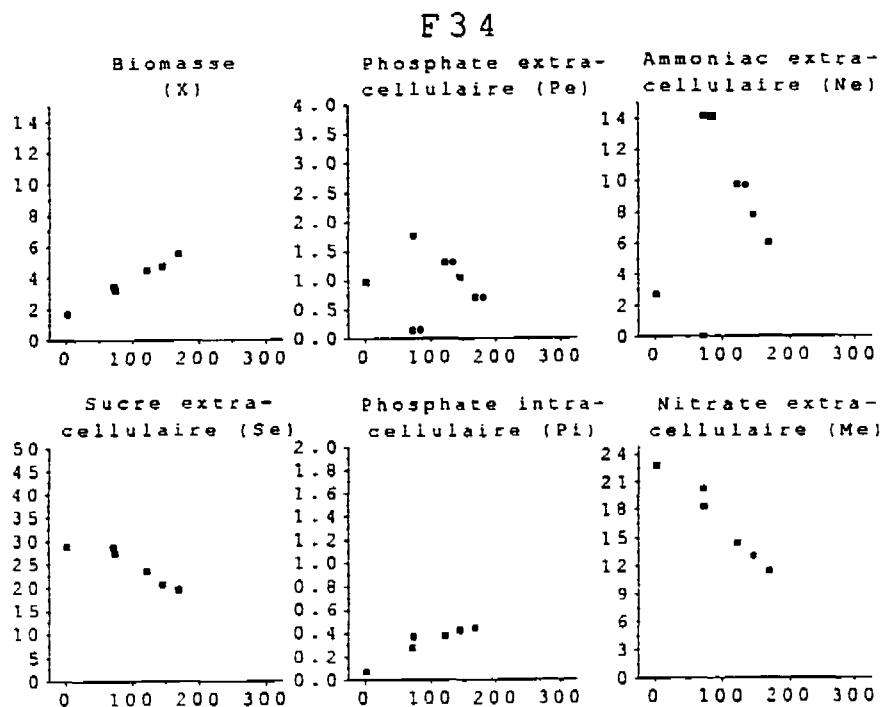 F34
Biomasse
(X)
14
12
10
8
6
4
2
0
0 100 200 300
Phosphate extra-
cellulaire (Pe)
4.0
3.5
3.0
2.5
2.0
1.5
1.0
0.5
0.0
0 100 200 300
Ammoniac extra-
cellulaire (Ne)
14
12
10
8
6
4
2
0
0 100 200 300
Sucre extra-
cellulaire (Se)
50
45
40
35
30
25
20
15
10
5
0
0 100 200 300
Phosphate intra-
cellulaire (Pi)
2.0
1.8
1.6
1.4
1.2
1.0
0.8
0.6
0.4
0.2
0.0
0 100 200 300
Nitrate extra-
cellulaire (Me)
24
21
18
15
12
9
6
3
0
0 100 200 300